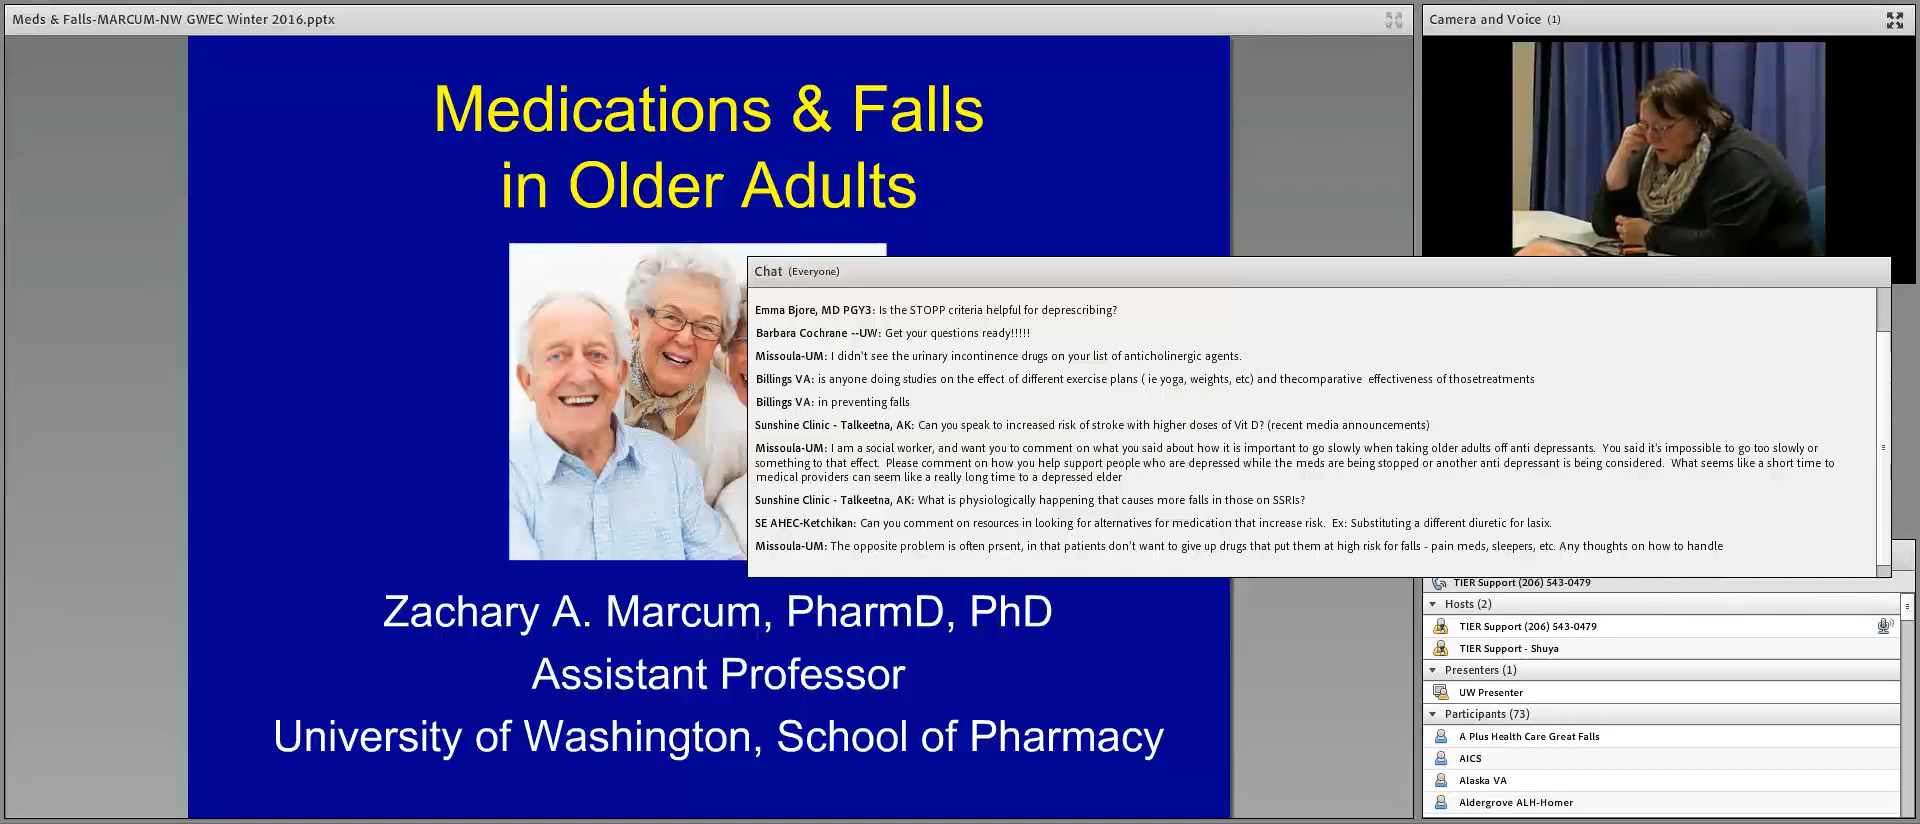 Meds & Falls-MARCUM-NW GWEC Winter 2016.pptx
Medications & Falls
in Older Adults
Zachary A. Marcum, PharmD, PhD
Assistant Professor
University of Washington, School of Pharmacy
Camera and Voice (1)
Chat (Everyone)
Emma Bjore, MD PGY3: Is the STOPP criteria helpful for deprescribing?
Barbara Cochrane --UW: Get your questions ready!!!!!
Missoula-UM: I didn't see the urinary incontinence drugs on your list of anticholinergic agents.
Billings VA: is anyone doing studies on the effect of different exercise plans ( ie yoga, weights, etc) and thecomparative  effectiveness of thosetreatments
Billings VA: in preventing falls
Sunshine Clinic - Talkeetna, AK: Can you speak to increased risk of stroke with higher doses of Vit D? (recent media announcements)
Missoula-UM: I am a social worker, and want you to comment on what you said about how it is important to go slowly when taking older adults off anti depressants.  You said it's impossible to go too slowly or
something to that effect.  Please comment on how you help support people who are depressed while the meds are being stopped or another anti depressant is being considered.  What seems like a short time to
medical providers can seem like a really long time to a depressed elder
Sunshine Clinic - Talkeetna, AK: What is physiologically happening that causes more falls in those on SSRIs?
SE AHEC-Ketchikan: Can you comment on resources in looking for alternatives for medication that increase risk.  Ex: Substituting a different diuretic for lasix.
Missoula-UM: The opposite problem is often prsent, in that patients don't want to give up drugs that put them at high risk for falls - pain meds, sleepers, etc. Any thoughts on how to handle
TIER Support (206) 543-0479
Hosts (2)
TIER Support (206) 543-0479
TIER Support - Shuya
Presenters (1)
UW Presenter
Participants (73)
A Plus Health Care Great Falls
AICS
Alaska VA
Aldergrove ALH-Homer